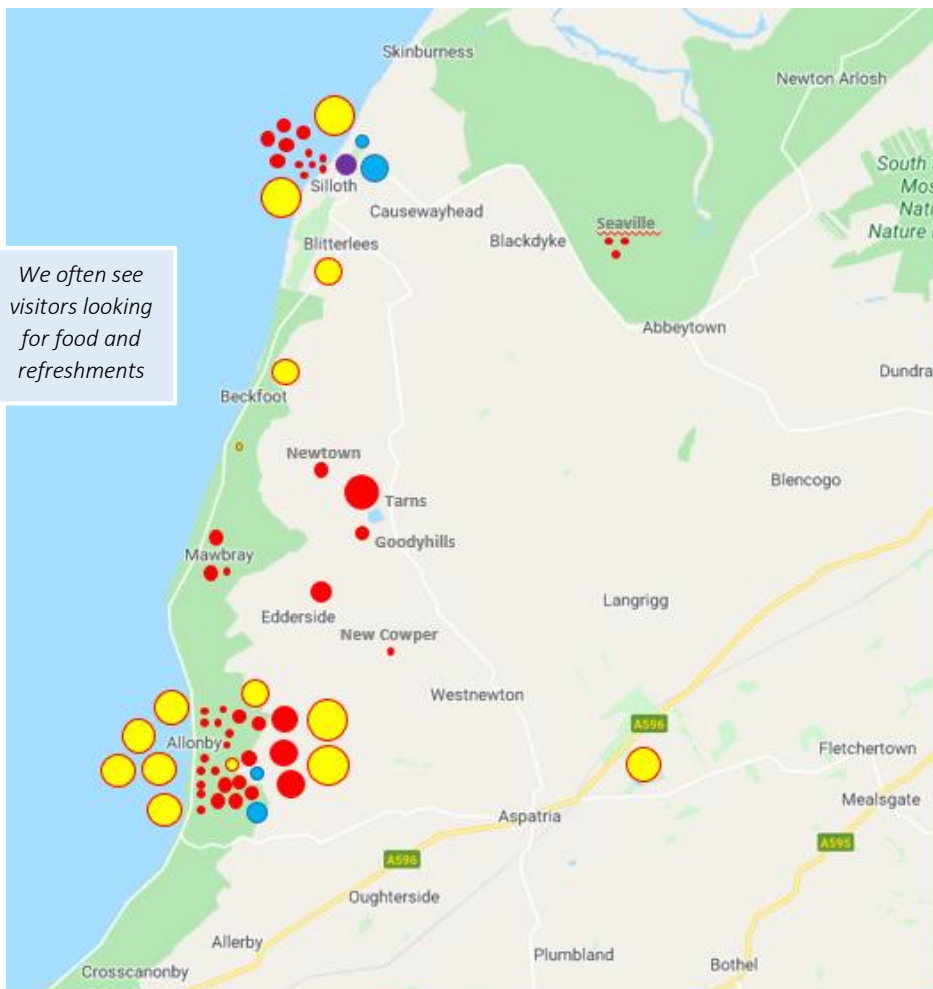 Skinburness
Newton Arlosh
South
Mos
Nati
Nature
Silloth
Causewayhead
Seaville
Blackdyke
Blitterlees
We often see
visitors looking
for food and
refreshments
Abbeytown
Dundra
Beckfoot
Newtown
Tarns
Blencogo
Goodyhills
Mawbray
Langrigg
Edderside
New Cowper
Westnewton
A596
Allonby
Fletchertown
Mealsgate
Aspatria
A595
A596
Oughterside
Allerby
Plumbland
Bothel
Crosscanonby